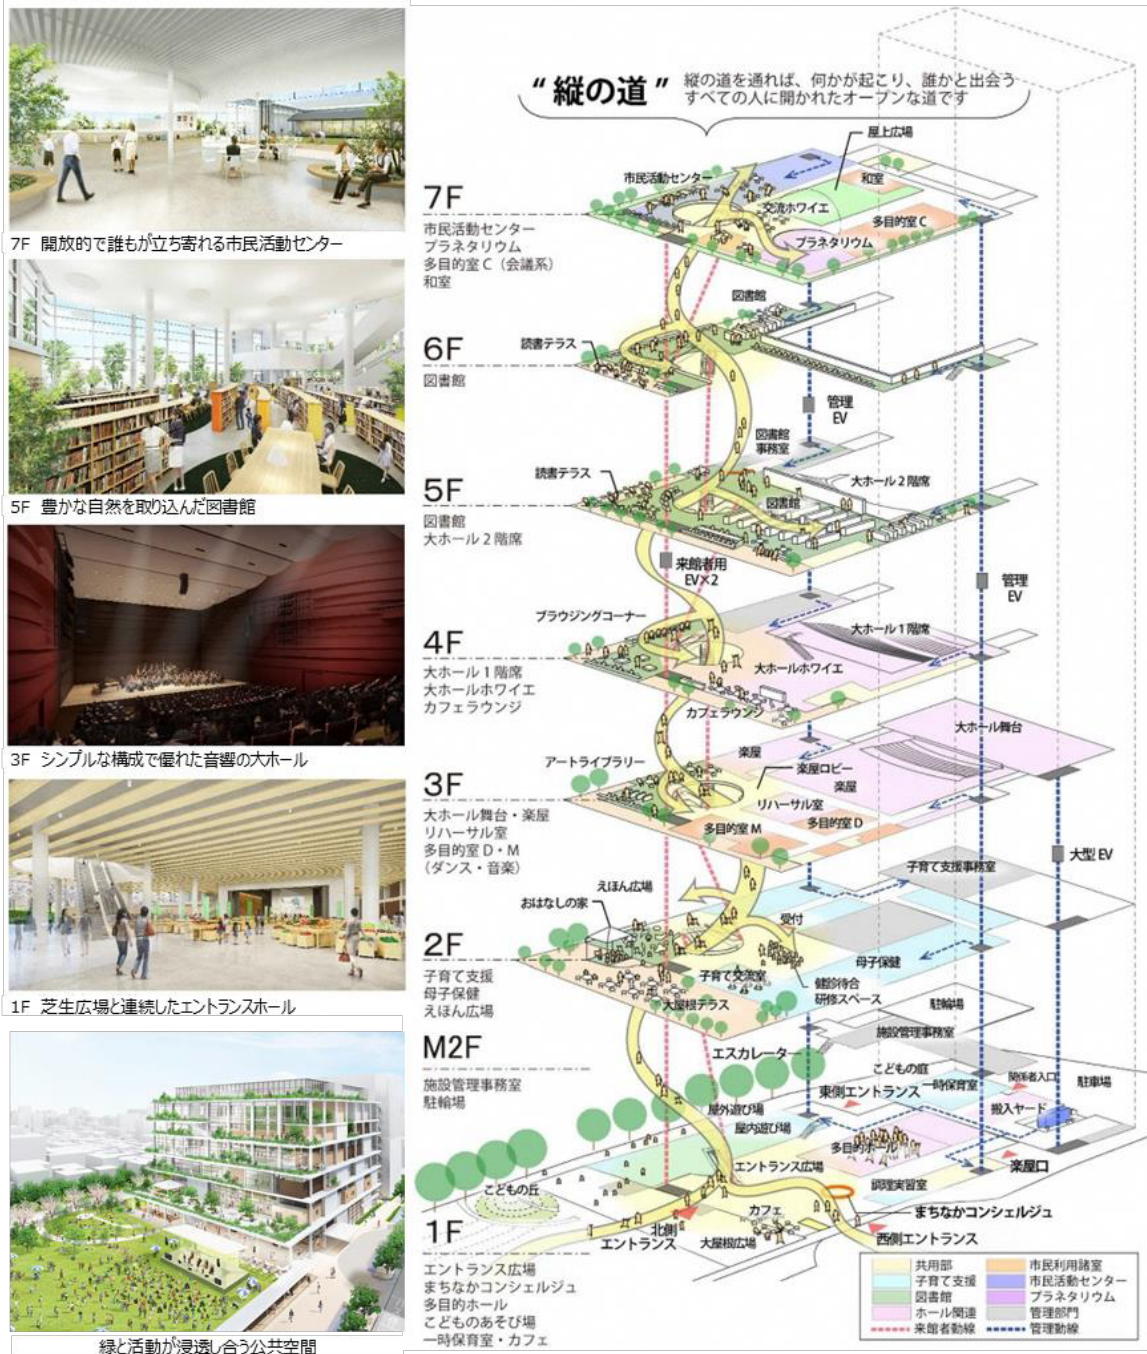 7F 開放的で誰もが立ち寄れる市民活動センター
5F 豊かな自然を取り込んだ図書館
3F シンプルな構成で優れた音響の大ホール
1F 芝生広場と連続したエントランスホール
緑と活動が浸透し合う公共空間
“縦の道”
縦の道を通れば、何かが起こり、誰かと出会う
すべての人に開かれたオープンな道です
7F
市民活動センター
プラネタリウム
多目的室C（会議系）
和室
屋上広場
市民活動センター
和室
交流ホワイエ
多目的室C
プラネタリウム
6F
図書館
図書館
読書テラス
管理
EV
5F
図書館
大ホール2階席
図書館
事務室
読書テラス
大ホール2階席
図書館
来館者用
EV×2
管理
EV
4F
大ホール1階席
大ホールホワイエ
カフェラウンジ
ブラウジングコーナー
大ホール1階席
大ホールホワイエ
カフェラウンジ
3F
大ホール舞台・楽屋
リハーサル室
多目的室D・M
（ダンス・音楽）
大ホール舞台
アートライブラリー
楽屋
楽屋ロビー
楽屋
リハーサル室
多目的室M
多目的室D
大型EV
2F
子育て支援
母子保健
えほん広場
子育て支援事務室
えほん広場
おはなしの家
受付
母子保健
子育て交流室
健診待合
研修スペース
大屋根テラス
M2F
施設管理事務室
駐輪場
駐輪場
施設管理事務室
エスカレーター
1F
エントランス広場
まちなかコンシェルジュ
多目的ホール
こどものあそび場
一時保育室・カフェ
こどもの庭
一時保育室
関係者入口
駐車場
東側エントランス
搬入ヤード
屋外遊び場
屋内遊び場
多目的ホール
エントランス広場
楽屋口
調理実習室
こどもの丘
カフェ
まちなかコンシェルジュ
北側
エントランス
大屋根広場
西側エントランス
共用部
市民利用諸室
子育て支援
市民活動センター
図書館
プラネタリウム
ホール関連
管理部門
来館者動線
管理動線